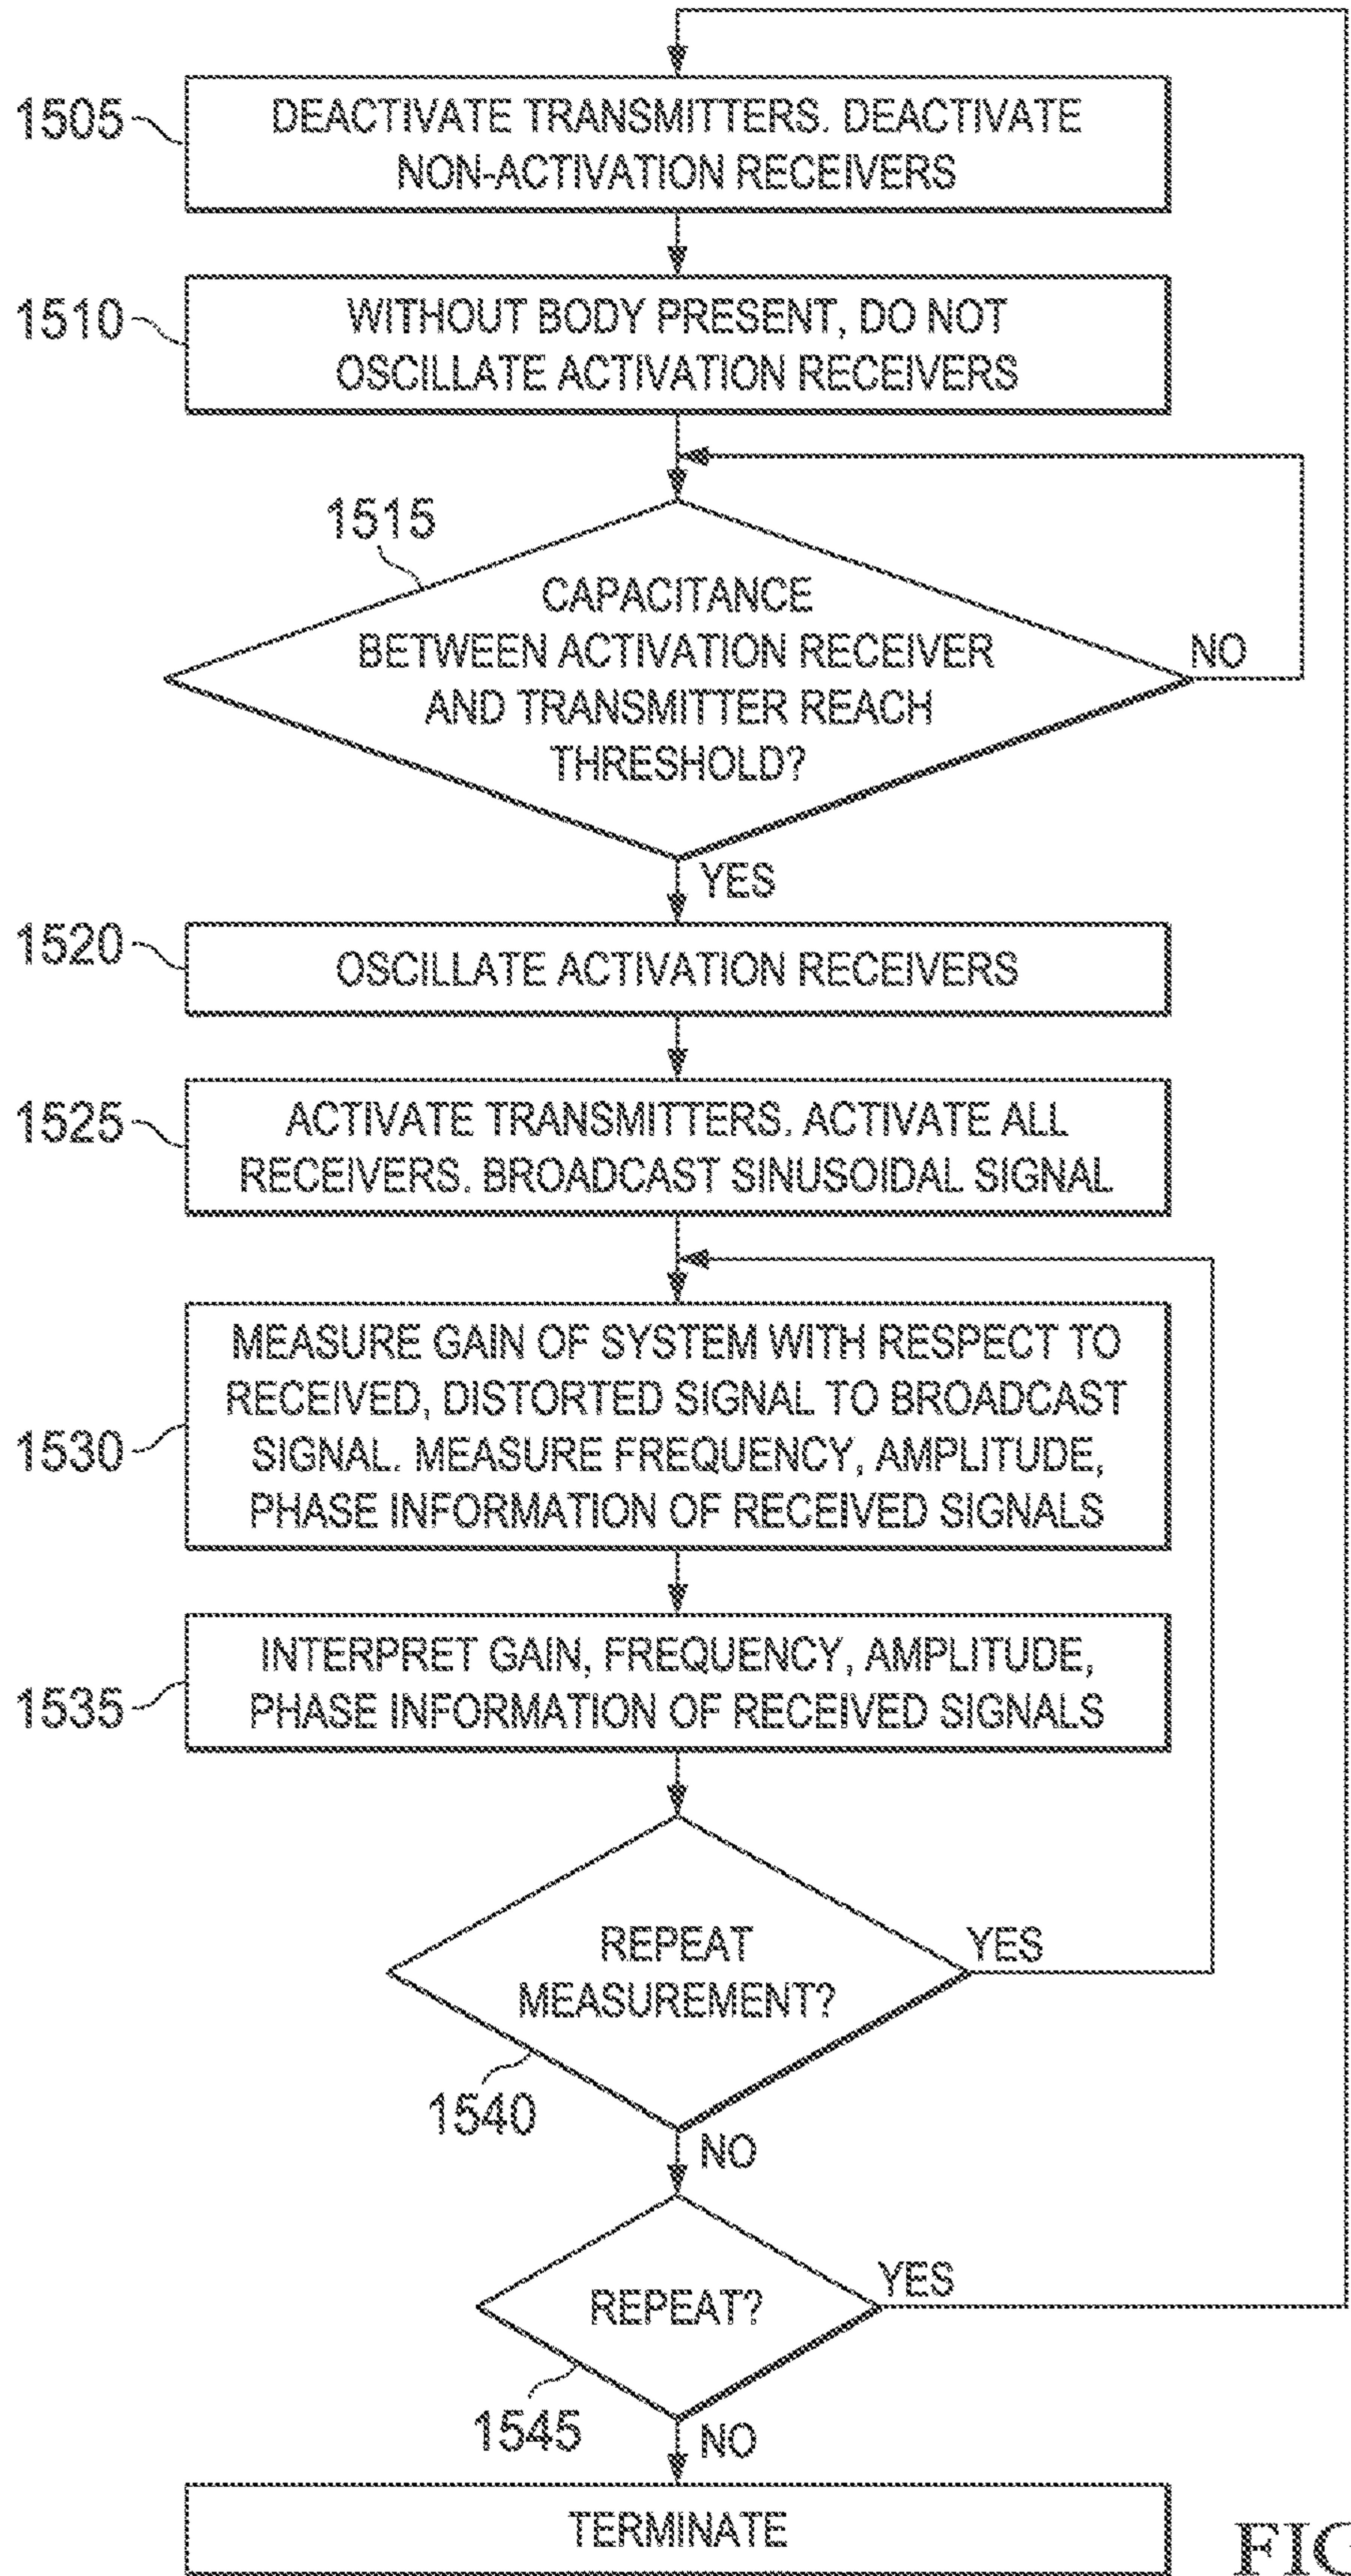 1505
DEACTIVATE TRANSMITTERS. DEACTIVATE
NON-ACTIVATION RECEIVERS
1510
WITHOUT BODY PRESENT, DO NOT
OSCILLATE ACTIVATION RECEIVERS
1515
CAPACITANCE
BETWEEN ACTIVATION RECEIVER
AND TRANSMITTER REACH
THRESHOLD?
NO
YES
1520
OSCILLATE ACTIVATION RECEIVERS
1525
ACTIVATE TRANSMITTERS. ACTIVATE ALL
RECEIVERS. BROADCAST SINUSOIDAL SIGNAL
1530
MEASURE GAIN OF SYSTEM WITH RESPECT TO
RECEIVED, DISTORTED SIGNAL TO BROADCAST
SIGNAL. MEASURE FREQUENCY, AMPLITUDE,
PHASE INFORMATION OF RECEIVED SIGNALS
1535
INTERPRET GAIN, FREQUENCY, AMPLITUDE,
PHASE INFORMATION OF RECEIVED SIGNALS
REPEAT
MEASUREMENT?
YES
1540
NO
REPEAT?
YES
1545
NO
TERMINATE